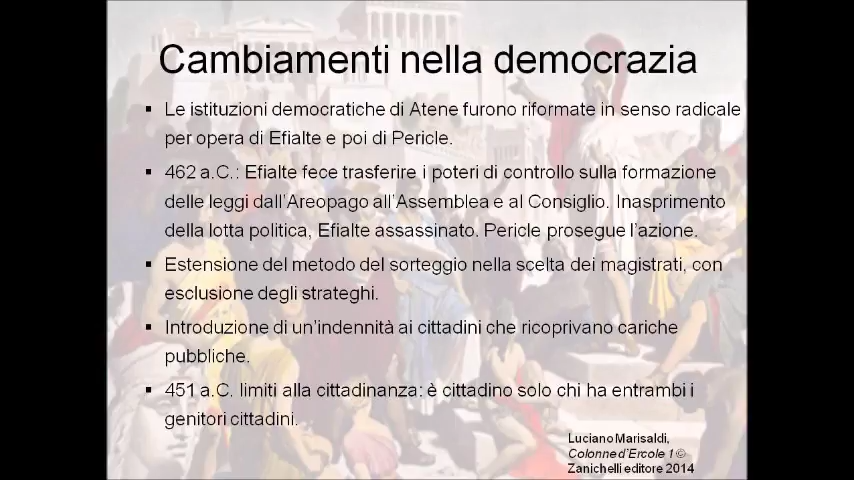 Cambiamenti nella democrazia
▪ Le istituzioni democratiche di Atene furono riformate in senso radicale
per opera di Efialte e poi di Pericle.
▪ 462 a.C.: Efialte fece trasferire i poteri di controllo sulla formazione
delle leggi dall'Areopago all'Assemblea e al Consiglio. Inasprimento
della lotta politica, Efialte assassinato. Pericle prosegue l'azione.
▪ Estensione del metodo del sorteggio nella scelta dei magistrati, con
esclusione degli strateghi.
▪ Introduzione di un'indennità ai cittadini che ricoprivano cariche
pubbliche.
▪ 451 a.C. limiti alla cittadinanza: è cittadino solo chi ha entrambi i
genitori cittadini.
Luciano Marisaldi,
Colonne d'Ercole 1 ©
Zanichelli editore 2014